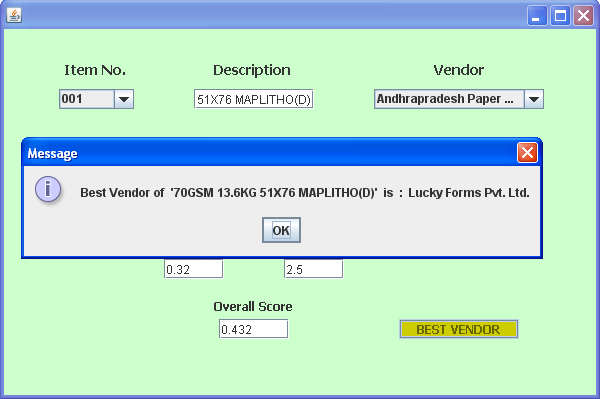 Item No. Description Vendor
001 51X76 MAPLITHO(D) Andhrapradesh Paper ...
Message
Best Vendor of '70GSM 13.6KG 51X76 MAPLITHO(D)' is : Lucky Forms Pvt. Ltd.
OK
0.32 2.5
Overall Score
0.432 BEST VENDOR